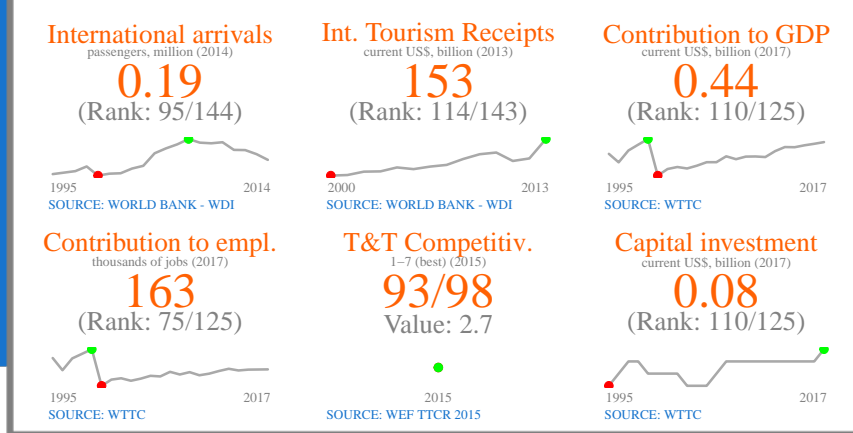 International arrivals
passengers, million (2014)
0.19
(Rank: 95/144)
1995 2014
SOURCE: WORLD BANK - WDI
Int. Tourism Receipts
current US$, billion (2013)
153
(Rank: 114/143)
2000 2013
SOURCE: WORLD BANK - WDI
Contribution to GDP
current US$, billion (2017)
0.44
(Rank: 110/125)
1995 2017
SOURCE: WTTC
Contribution to empl.
thousands of jobs (2017)
163
(Rank: 75/125)
1995 2017
SOURCE: WTTC
T&T Competitiv.
1–7 (best) (2015)
93/98
Value: 2.7
2015
SOURCE: WEF TTCR 2015
Capital investment
current US$, billion (2017)
0.08
(Rank: 110/125)
1995 2017
SOURCE: WTTC